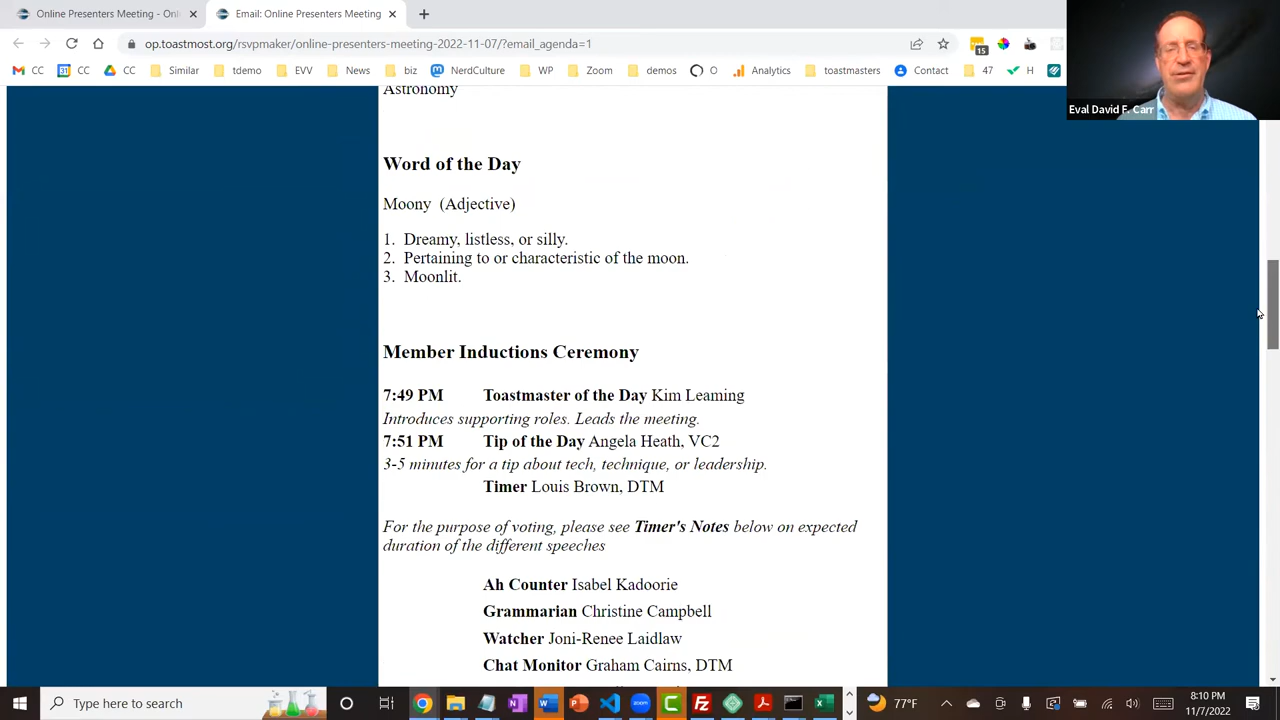 Online Presenters Meeting - Onl
Email: Online Presenters Meeting
op.toastmost.org/rsvpmaker/online-presenters-meeting-2022-11-07/?email_agenda=1
15
CC CC CC Similar tdemo EVV News biz NerdCulture WP Zoom demos O Analytics toastmasters Contact 47 H
Eval David F. Carr
Astronomy
Word of the Day
Moony (Adjective)
1. Dreamy, listless, or silly.
2. Pertaining to or characteristic of the moon.
3. Moonlit.
Member Inductions Ceremony
7:49 PM Toastmaster of the Day Kim Leaming
Introduces supporting roles. Leads the meeting.
7:51 PM Tip of the Day Angela Heath, VC2
3-5 minutes for a tip about tech, technique, or leadership.
Timer Louis Brown, DTM
For the purpose of voting, please see Timer's Notes below on expected
duration of the different speeches
Ah Counter Isabel Kadoorie
Grammarian Christine Campbell
Watcher Joni-Renee Laidlaw
Chat Monitor Graham Cairns, DTM
Type here to search
77°F
8:10 PM
11/7/2022